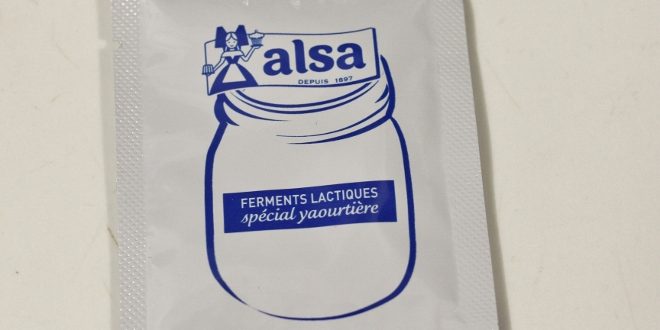 alsa
DEPUIS 1897
FERMENTS LACTIQUES
spécial yaourtière